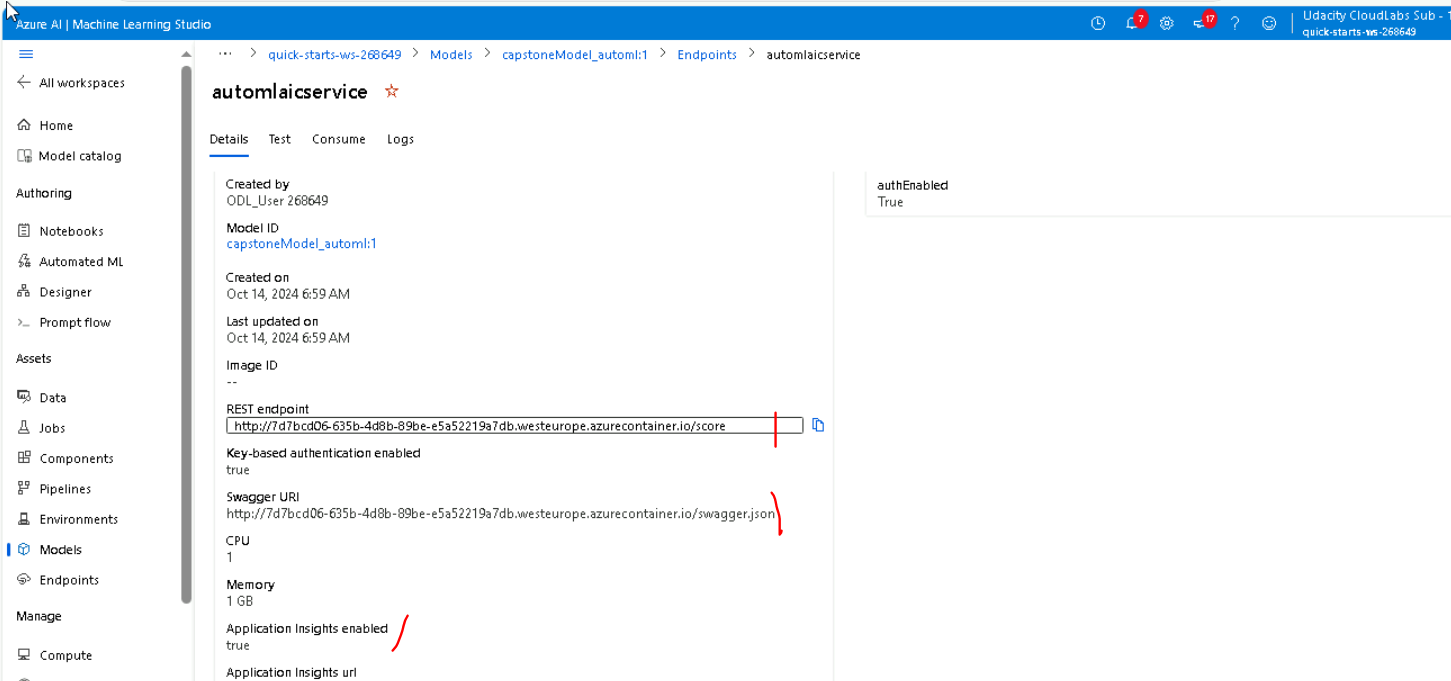 Azure AI | Machine Learning Studio
7
17
?
Udacity CloudLabs Sub - 1
quick-starts-ws-268649
All workspaces
Home
Model catalog
Authoring
Notebooks
Automated ML
Designer
Prompt flow
Assets
Data
Jobs
Components
Pipelines
Environments
Models
Endpoints
Manage
Compute
··· > quick-starts-ws-268649 > Models > capstoneModel_automl:1 > Endpoints > automlaicservice
automlaicservice
Details Test Consume Logs
Created by
ODL_User 268649
Model ID
capstoneModel_automl:1
Created on
Oct 14, 2024 6:59 AM
Last updated on
Oct 14, 2024 6:59 AM
Image ID
--
REST endpoint
http://7d7bcd06-635b-4d8b-89be-e5a52219a7db.westeurope.azurecontainer.io/score
Key-based authentication enabled
true
Swagger URI
http://7d7bcd06-635b-4d8b-89be-e5a52219a7db.westeurope.azurecontainer.io/swagger.json
CPU
1
Memory
1 GB
Application Insights enabled
true
Application Insights url
authEnabled
True